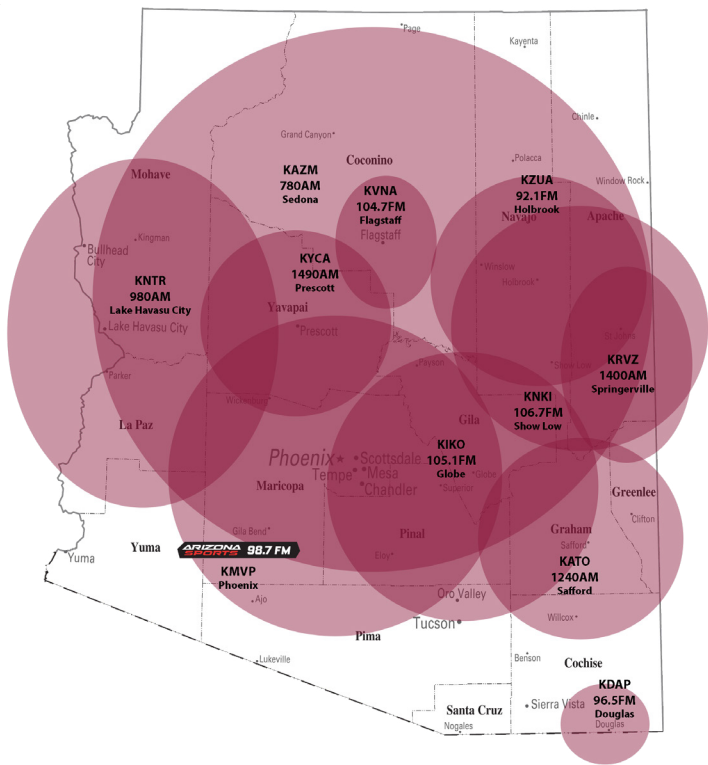 Page
Kayenta
Chinle
Grand Canyon
Coconino
Polacca
Mohave
KAZM
780AM
Sedona
KVNA
104.7FM
Flagstaff
Flagstaff
KZUA
92.1FM
Holbrook
Window Rock
Navajo
Apache
Kingman
Bullhead
City
KNTR
980AM
Lake Havasu City
Lake Havasu City
KYCA
1490AM
Prescott
Yavapai
Prescott
Winslow
Holbrook
St. Johns
KRVZ
1400AM
Springerville
Parker
Payson
Show Low
Wickenburg
KNKI
106.7FM
Show Low
La Paz
Gila
KIKO
105.1FM
Globe
Phoenix
Scottsdale
Tempe
Mesa
Chandler
Globe
Superior
Maricopa
Greenlee
Clifton
Gila Bend
Pinal
Graham
Safford
Yuma
Yuma
ARIZONA
SPORTS
98.7 FM
Eloy
KMVP
Phoenix
KATO
1240AM
Safford
Ajo
Oro Valley
Willcox
Tucson
Pima
Lukeville
Benson
Cochise
KDAP
96.5FM
Douglas
Douglas
Santa Cruz
Sierra Vista
Nogales